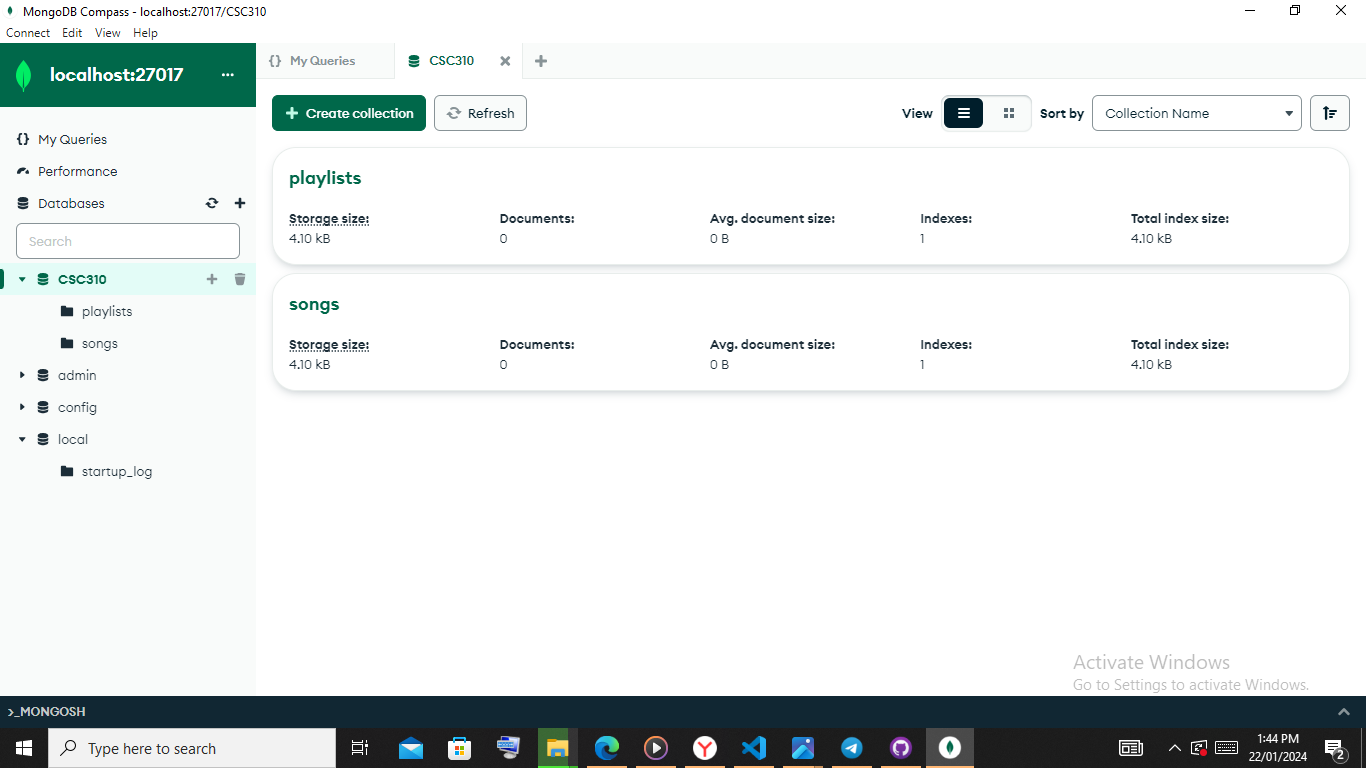 MongoDB Compass - localhost:27017/CSC310
Connect Edit View Help
localhost:27017 ...
{} My Queries
CSC310
Create collection
Refresh
View
Sort by
Collection Name
{} My Queries
Performance
Databases
Search
CSC310
playlists
songs
admin
config
local
startup_log
playlists
Storage size: Documents: Avg. document size: Indexes: Total index size:
4.10 kB 0 0 B 1 4.10 kB
songs
Storage size: Documents: Avg. document size: Indexes: Total index size:
4.10 kB 0 0 B 1 4.10 kB
Activate Windows
Go to Settings to activate Windows.
>_MONGOSH
Type here to search
1:44 PM
22/01/2024
2